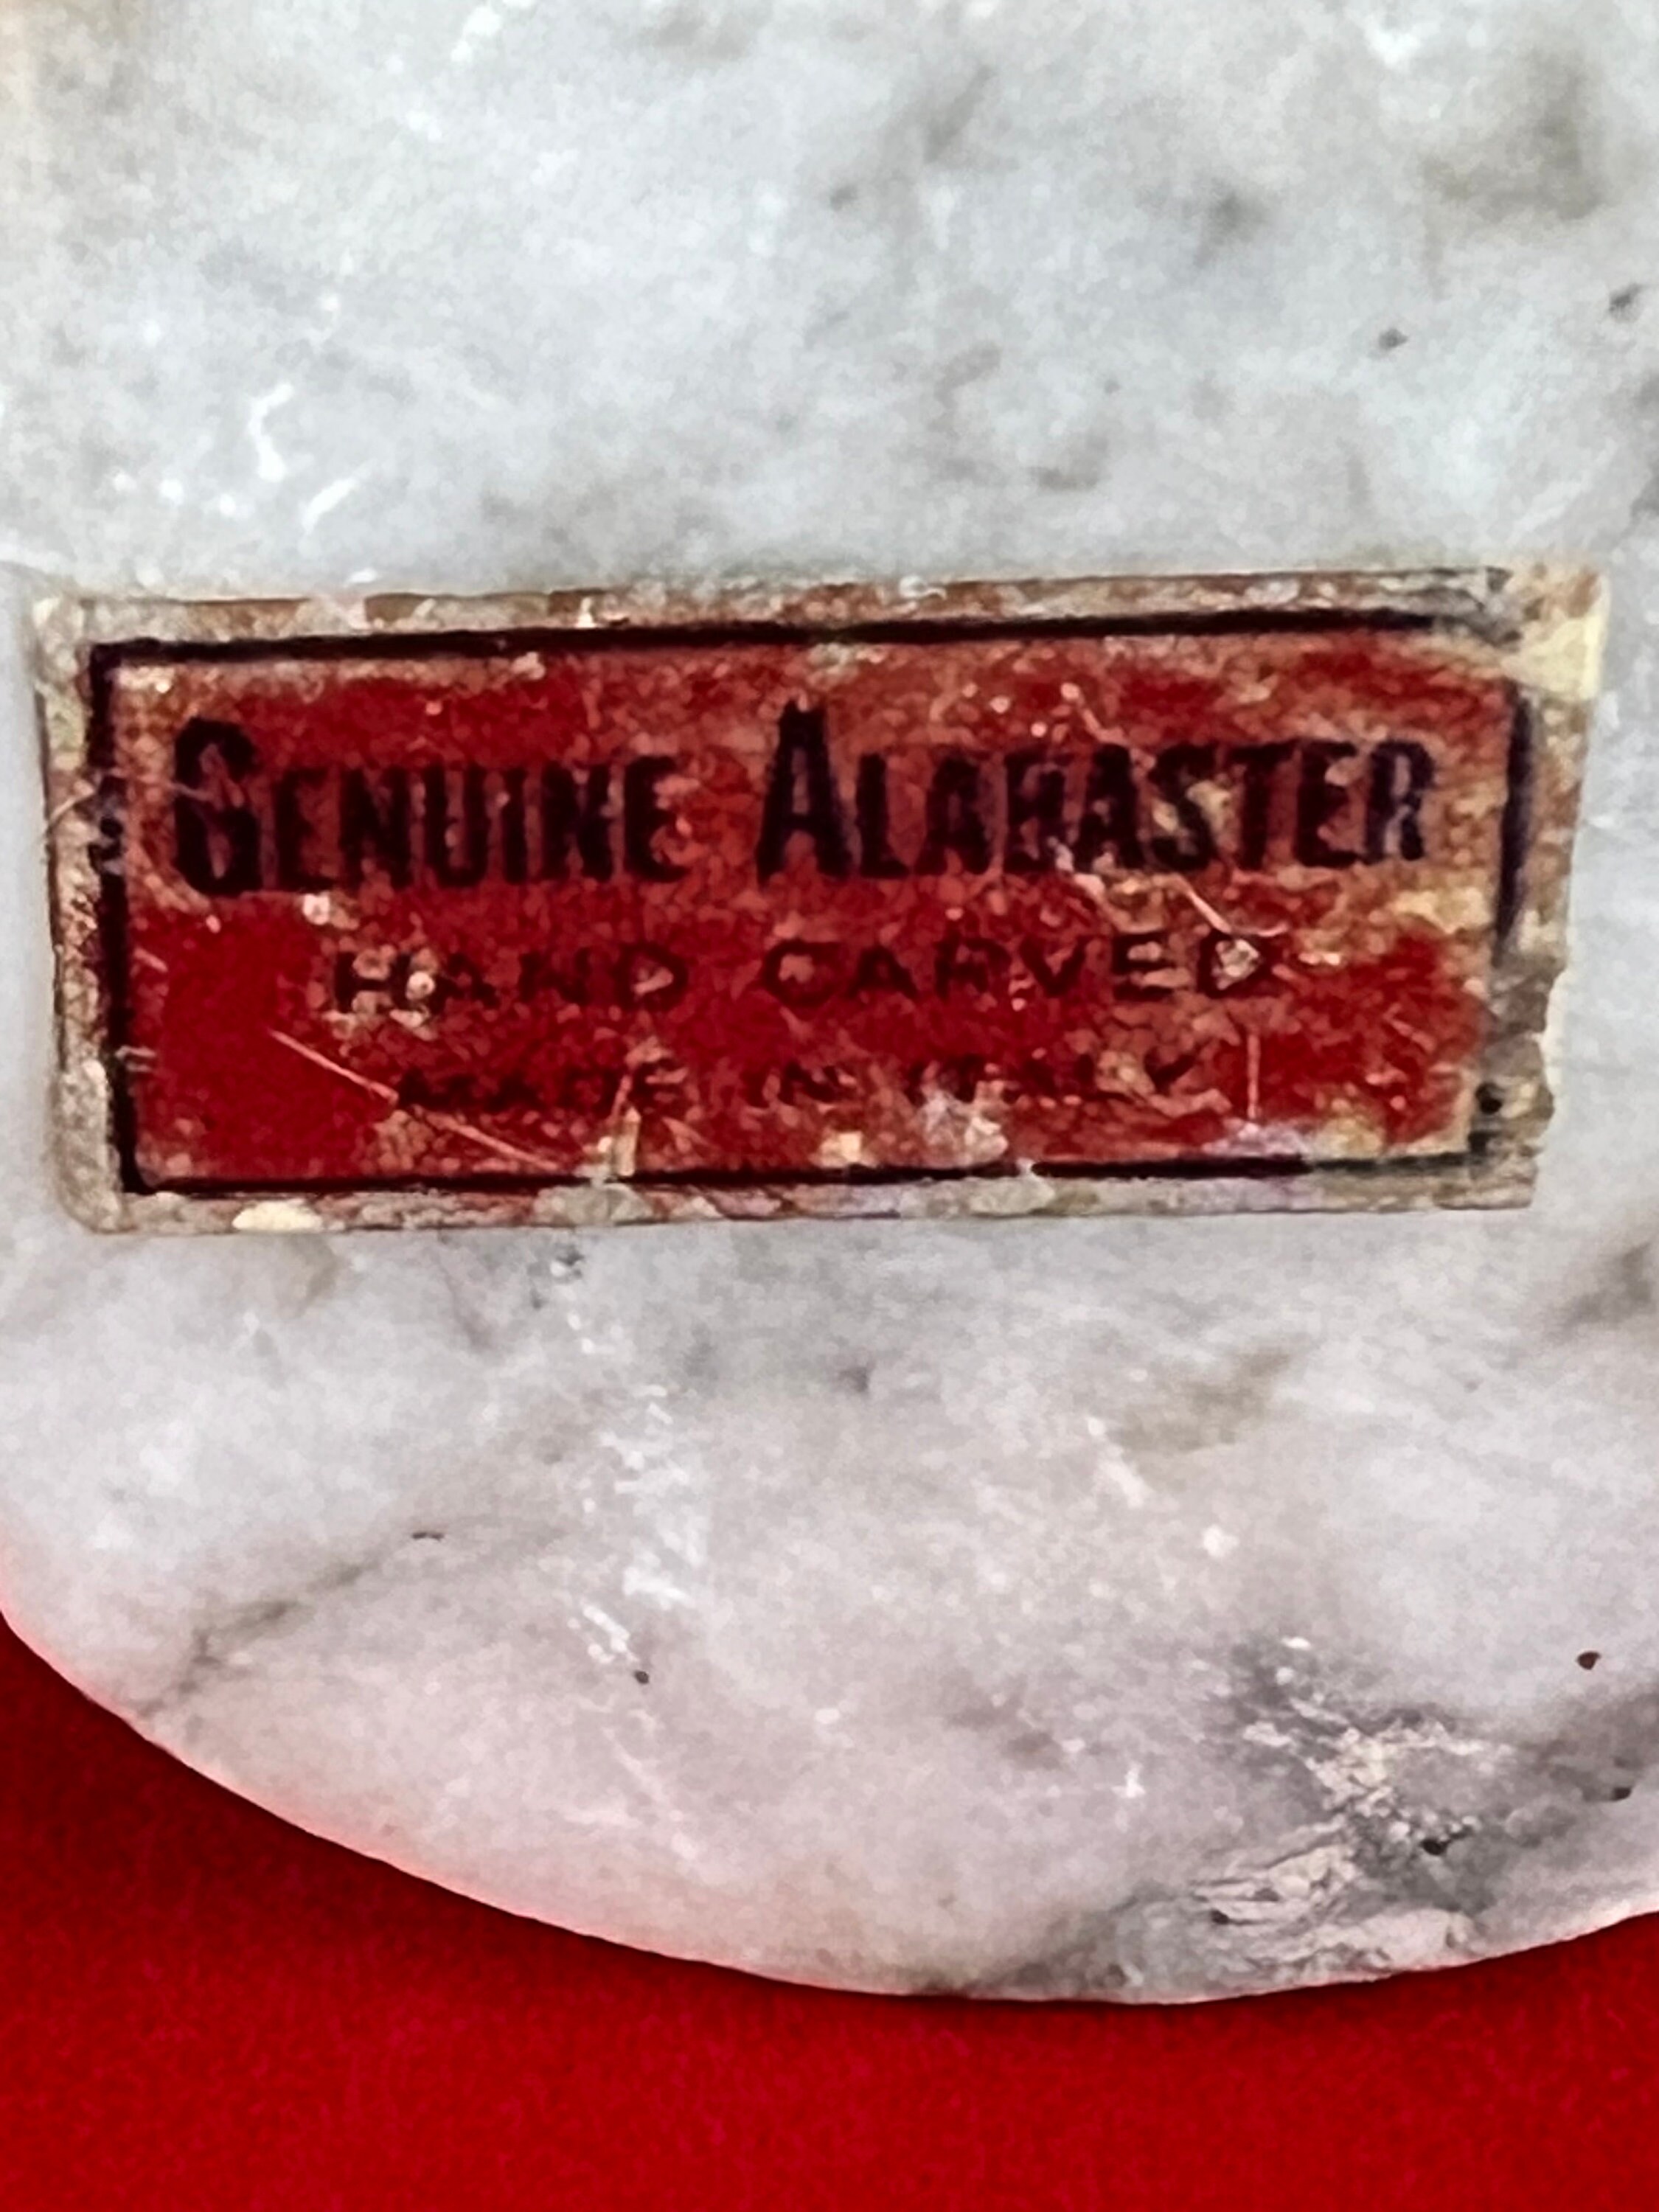 GENUINE ALABASTER
HAND CARVED
MADE IN ITALY